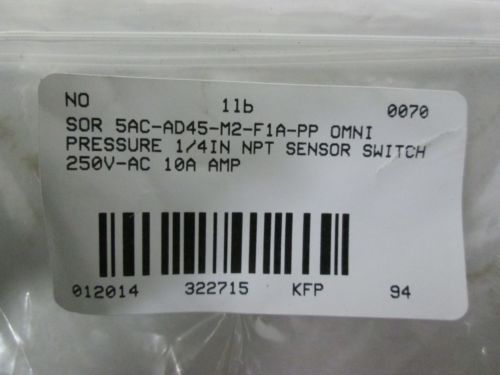 NO 1lb 0070
SOR 5AC-AD45-M2-F1A-PP OMNI
PRESSURE 1/4IN NPT SENSOR SWITCH
250V-AC 10A AMP
012014 322715 KFP 94